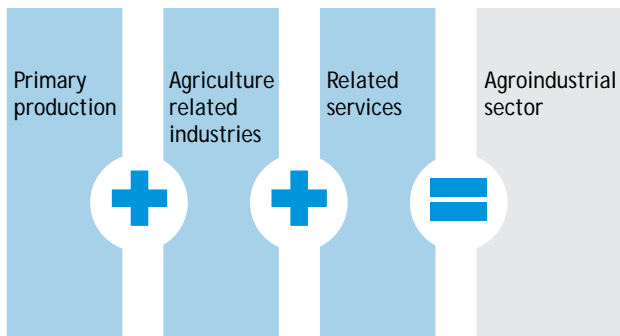 Primary
production
Agriculture
related
industries
Related
services
Agroindustrial
sector